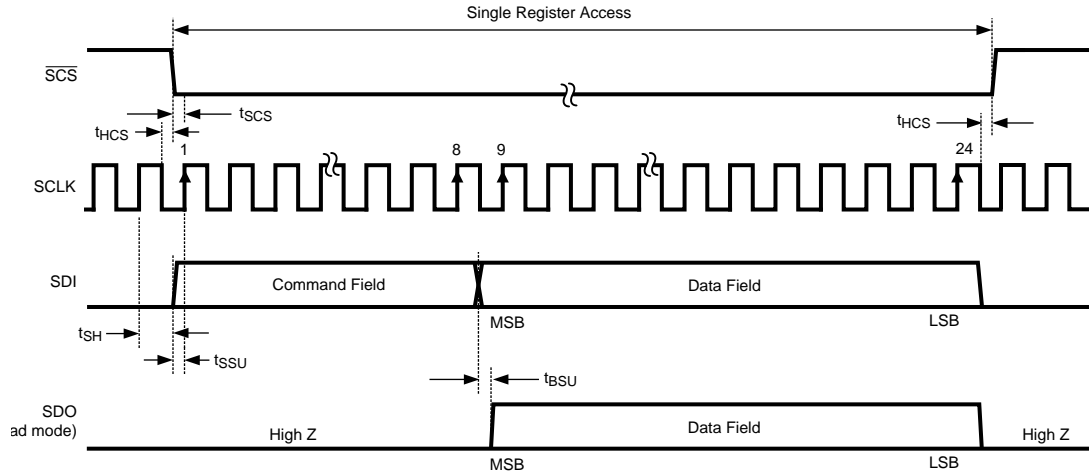 Single Register Access
SCS
tSCS
tHCS
tHCS
1
8
9
24
SCLK
SDI
Command Field
Data Field
MSB
LSB
tSH
tSSU
tBSU
SDO
ad mode)
High Z
Data Field
High Z
MSB
LSB